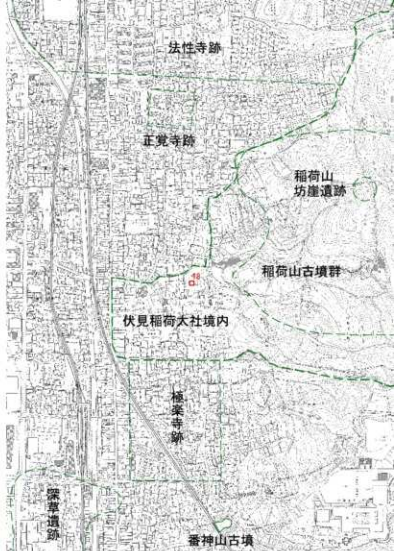 法性寺跡
正覚寺跡
稲荷山
坊崖遺跡
稲荷山古墳群
伏見稲荷大社境内
極楽寺跡
深草遺跡
番神山古墳